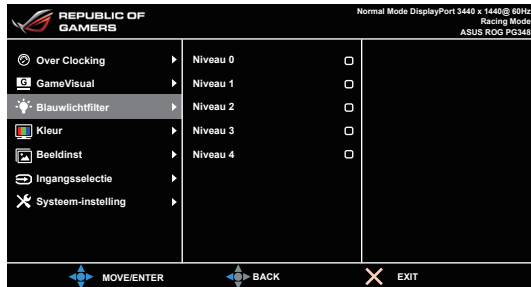 REPUBLIC OF
GAMERS
Normal Mode DisplayPort 3440 x 1440@ 60Hz
Racing Mode
ASUS ROG PG348
Over Clocking
G GameVisual
Blauwlichtfilter
Kleur
Beeldinst
Ingangsselectie
Systeem-instelling
Niveau 0
Niveau 1
Niveau 2
Niveau 3
Niveau 4
MOVE/ENTER
BACK
EXIT